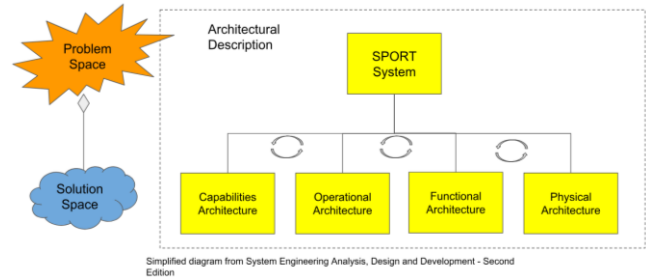 Problem
Space
Architectural
Description
SPORT
System
Solution
Space
Capabilities
Architecture
Operational
Architecture
Functional
Architecture
Physical
Architecture
Simplified diagram from System Engineering Analysis, Design and Development - Second
Edition